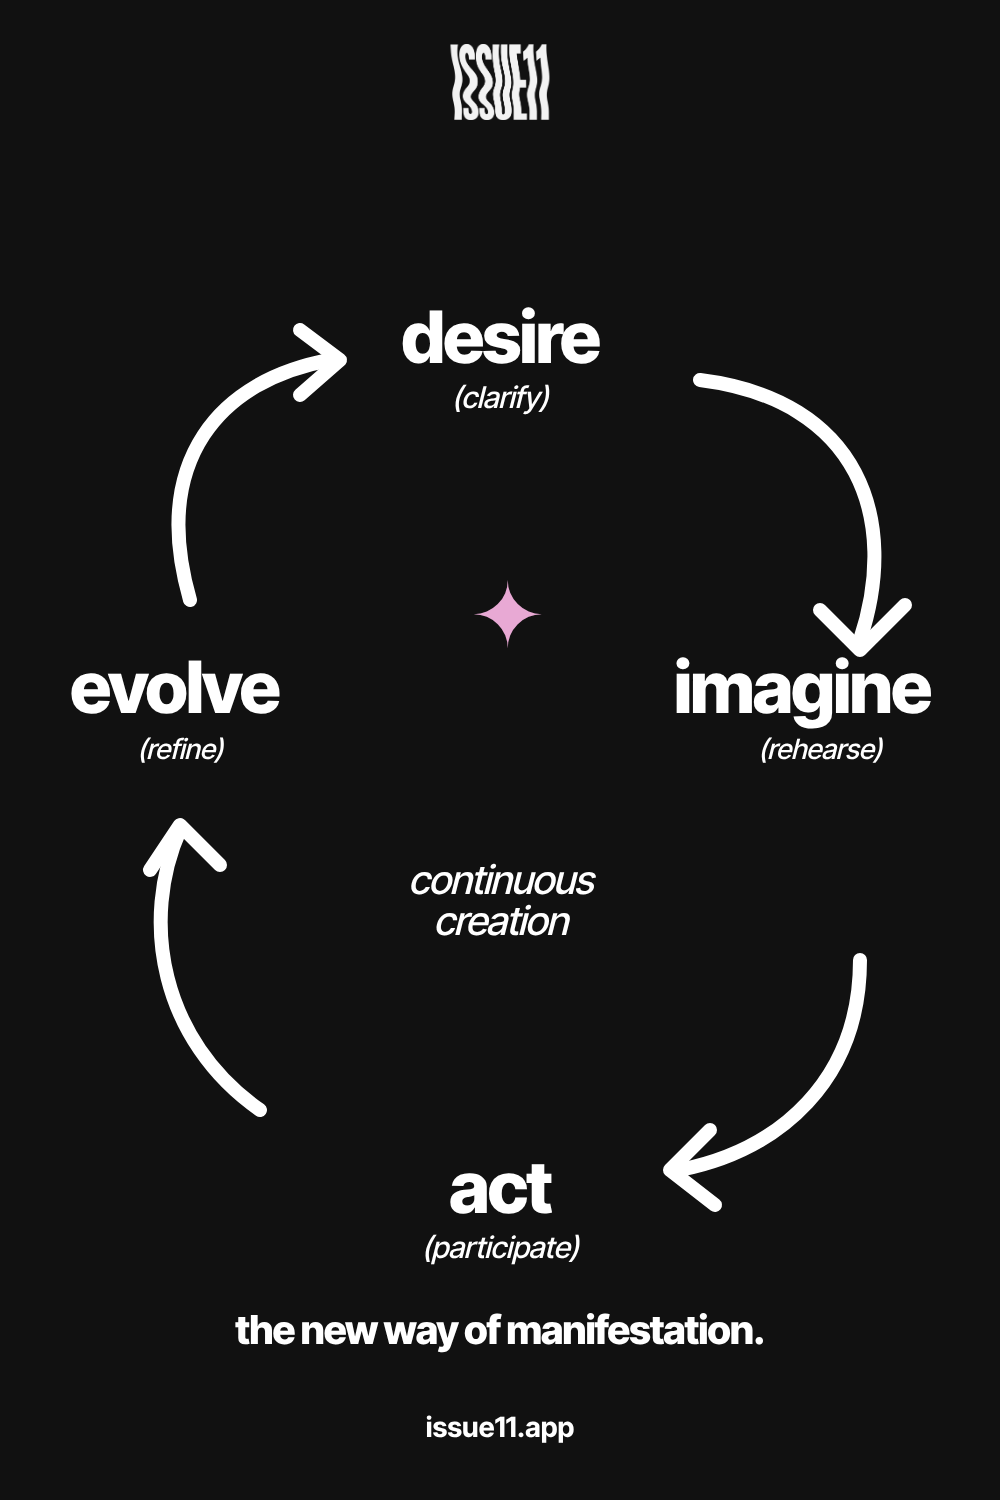 ISSUE11
desire
(clarify)
evolve
(refine)
imagine
(rehearse)
continuous
creation
act
(participate)
the new way of manifestation.
issue11.app